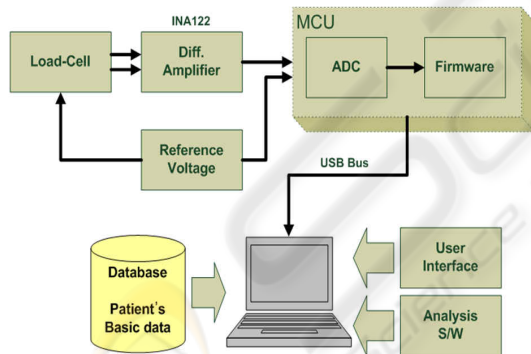 INA122
MCU
Load-Cell
Diff.
Amplifier
ADC
Firmware
Reference
Voltage
USB Bus
Database
Patient's
Basic data
User
Interface
Analysis
S/W
science